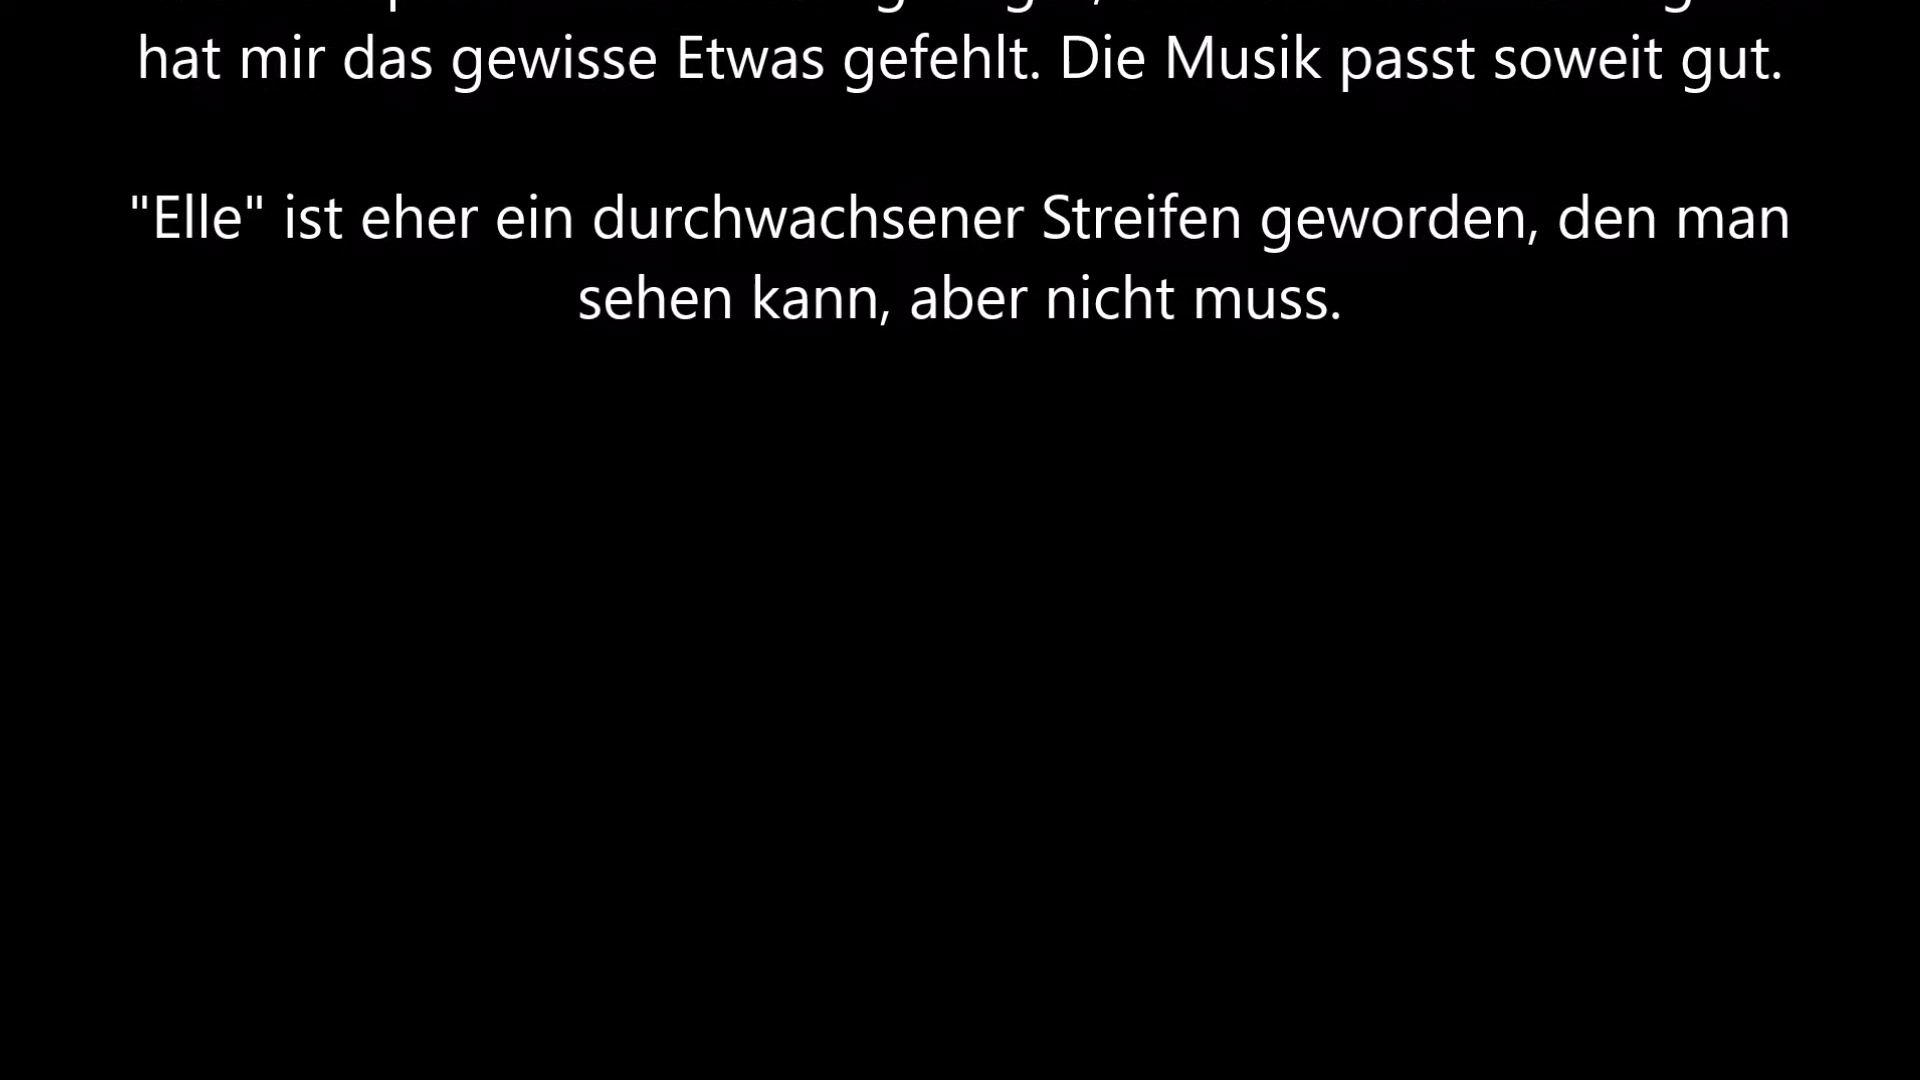 hat mir das gewisse Etwas gefehlt. Die Musik passt soweit gut.
"Elle" ist eher ein durchwachsener Streifen geworden, den man
sehen kann, aber nicht muss.